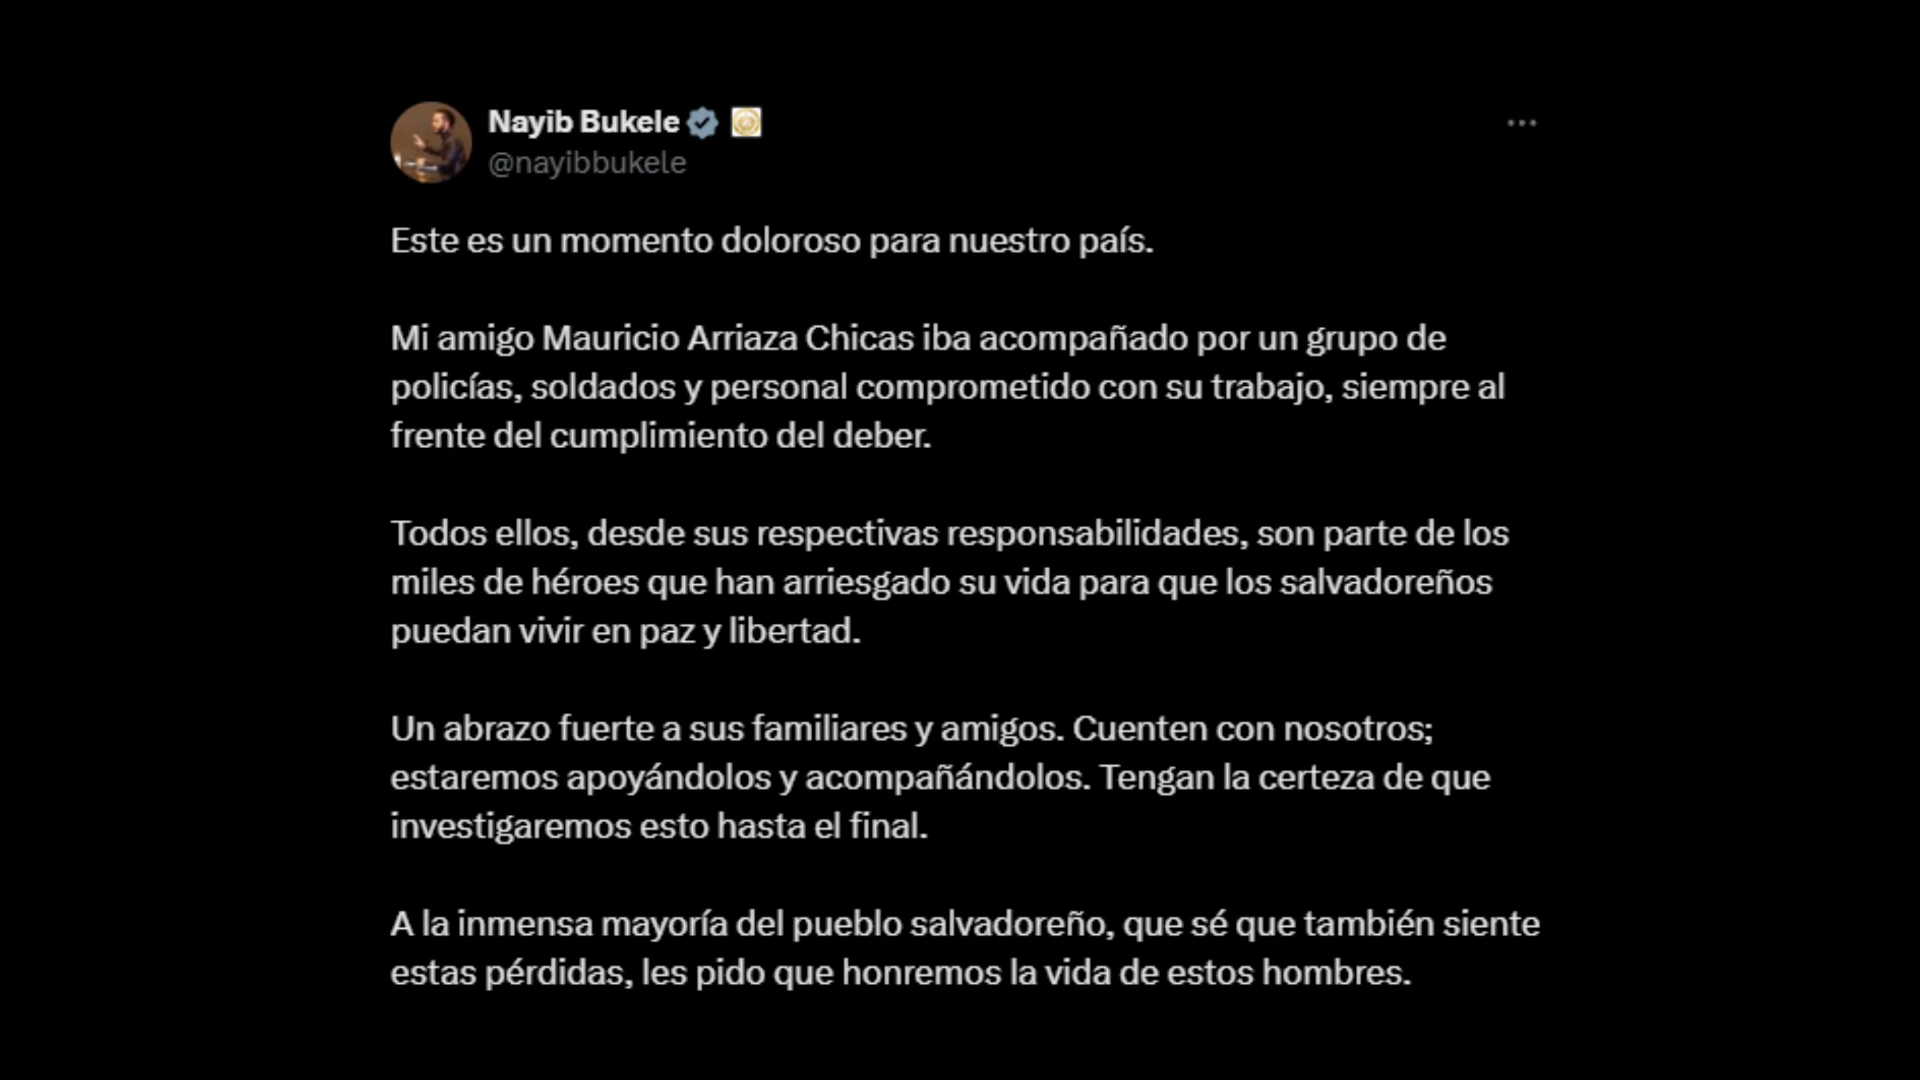 Nayib Bukele
@nayibbukele
Este es un momento doloroso para nuestro país.
Mi amigo Mauricio Arriaza Chicas iba acompañado por un grupo de
policías, soldados y personal comprometido con su trabajo, siempre al
frente del cumplimiento del deber.
Todos ellos, desde sus respectivas responsabilidades, son parte de los
miles de héroes que han arriesgado su vida para que los salvadoreños
puedan vivir en paz y libertad.
Un abrazo fuerte a sus familiares y amigos. Cuenten con nosotros;
estaremos apoyándolos y acompañándolos. Tengan la certeza de que
investigaremos esto hasta el final.
A la inmensa mayoría del pueblo salvadoreño, que sé que también siente
estas pérdidas, les pido que honremos la vida de estos hombres.